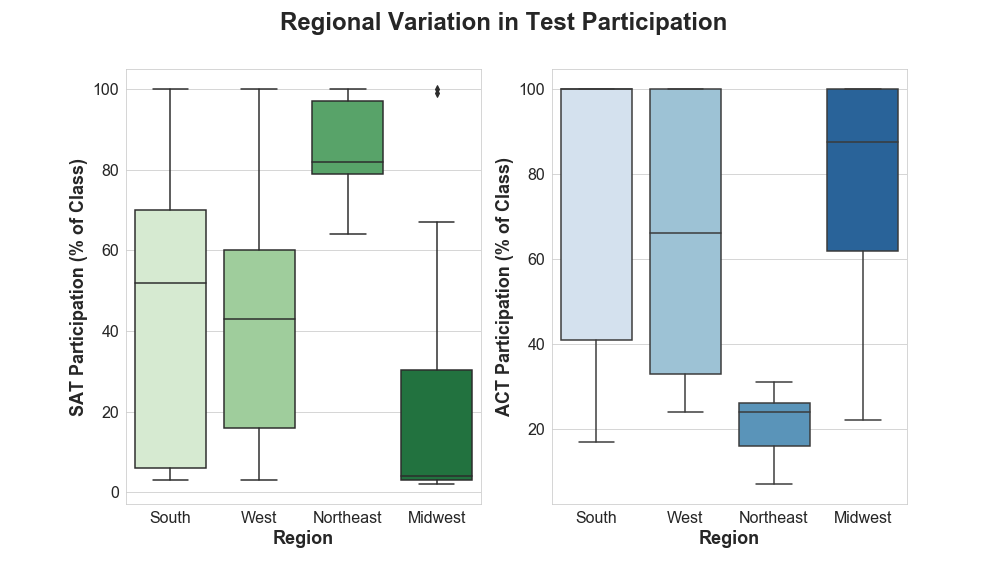 Regional Variation in Test Participation
SAT Participation (% of Class)
100
80
60
40
20
0
South West Northeast Midwest
Region
ACT Participation (% of Class)
100
80
60
40
20
South West Northeast Midwest
Region